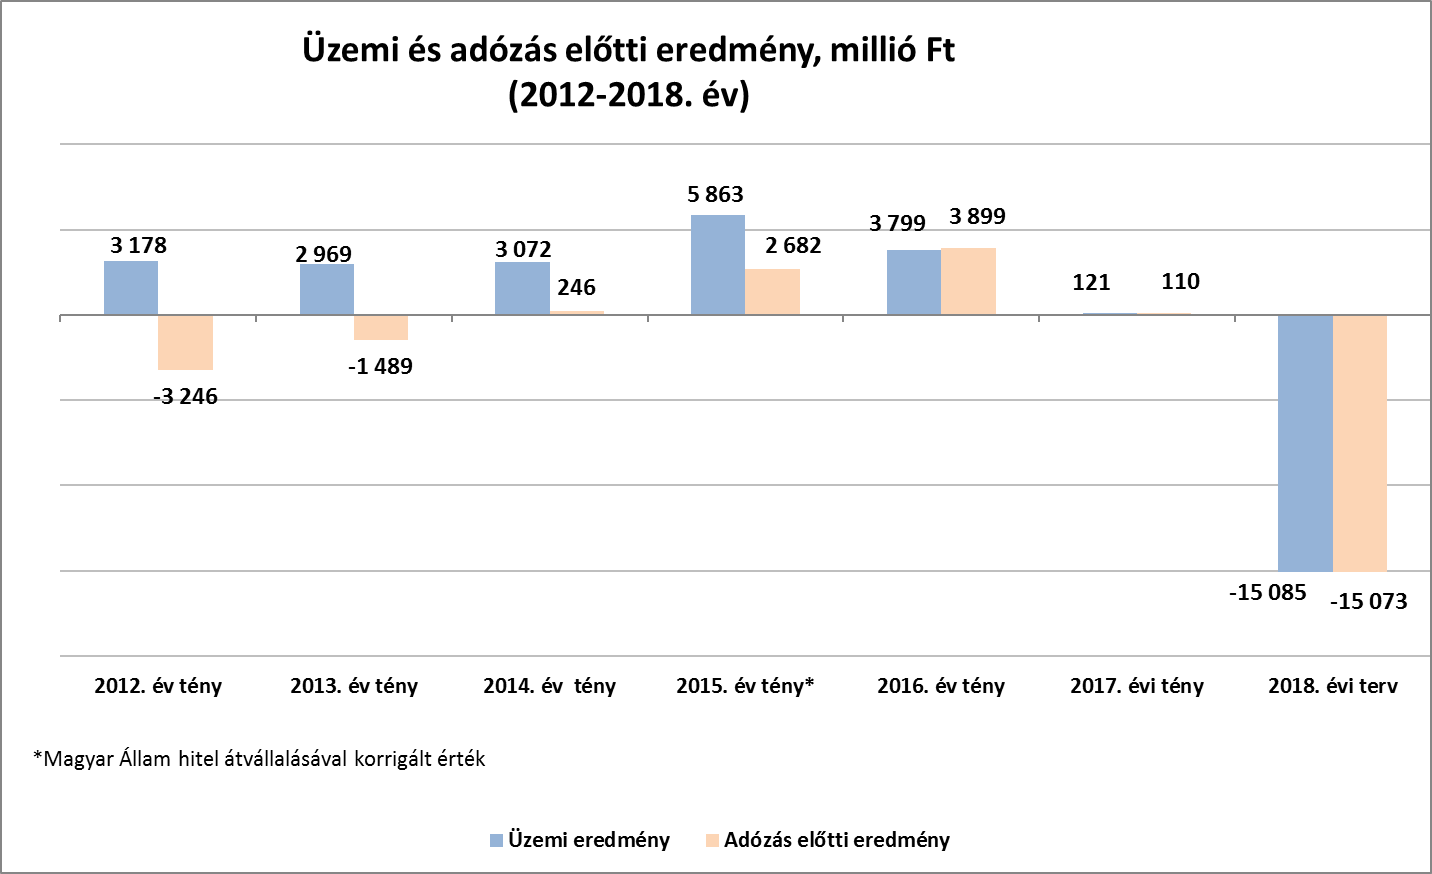 Üzemi és adózás előtti eredmény, millió Ft
(2012-2018. év)
3 178
-3 246
2 969
-1 489
3 072
246
5 863
2 682
3 799
3 899
121
110
-15 085
-15 073
2012. év tény
2013. év tény
2014. év  tény
2015. év tény*
2016. év tény
2017. évi tény
2018. évi terv
*Magyar Állam hitel átvállalásával korrigált érték
Üzemi eredmény
Adózás előtti eredmény